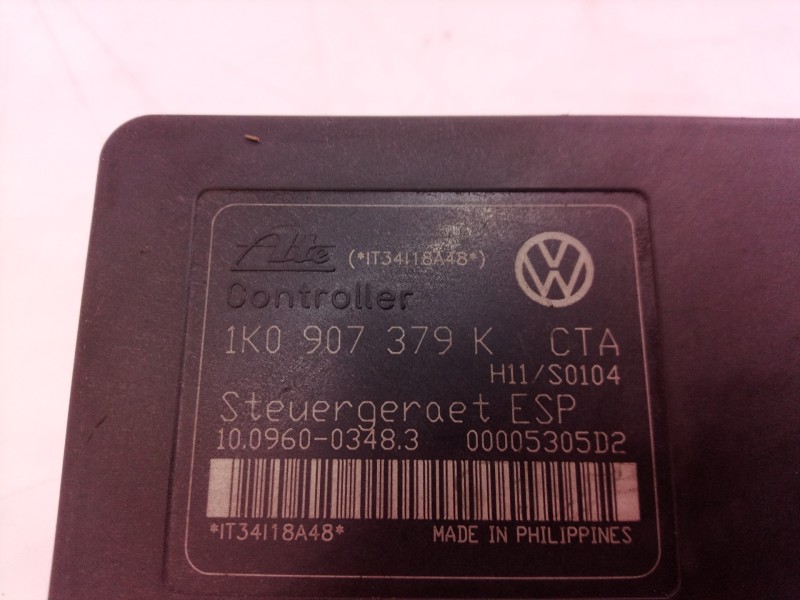 Ate (*IT34I18A48*)
Controller
1K0 907 379 K CTA
H11/S0104
Steuergeraet ESP
10.0960-0348.3 00005305D2
*IT34I18A48* MADE IN PHILIPPINES